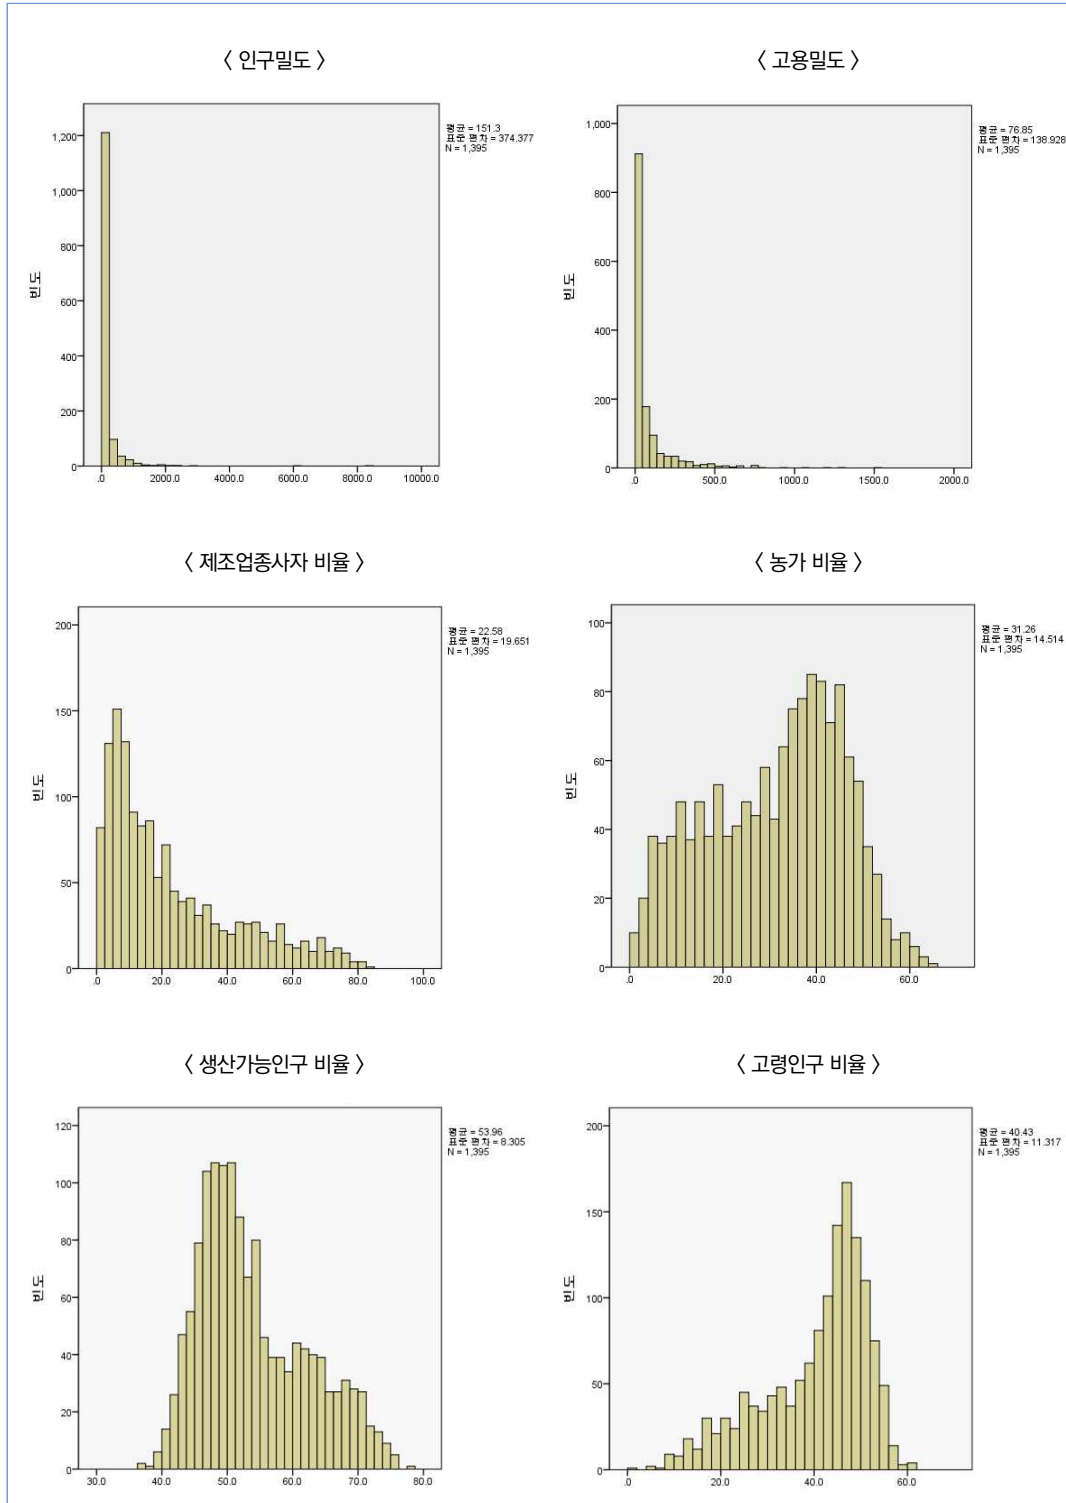 〈 인구밀도 〉
평균 = 151.3
표준 편차 = 374.377
N = 1,395
1,200
1,000
800
600
400
200
0
빈도
.0 2000.0 4000.0 6000.0 8000.0 10000.0
〈 고용밀도 〉
평균 = 76.85
표준 편차 = 138.928
N = 1,395
1,000
800
600
400
200
0
빈도
.0 500.0 1000.0 1500.0 2000.0
〈 제조업종사자 비율 〉
평균 = 22.58
표준 편차 = 19.651
N = 1,395
200
150
100
50
0
빈도
.0 20.0 40.0 60.0 80.0 100.0
〈 농가 비율 〉
평균 = 31.26
표준 편차 = 14.514
N = 1,395
100
80
60
40
20
0
빈도
.0 20.0 40.0 60.0
〈 생산가능인구 비율 〉
평균 = 53.96
표준 편차 = 8.305
N = 1,395
120
100
80
60
40
20
0
빈도
30.0 40.0 50.0 60.0 70.0 80.0
〈 고령인구 비율 〉
평균 = 40.43
표준 편차 = 11.317
N = 1,395
200
150
100
50
0
빈도
.0 20.0 40.0 60.0